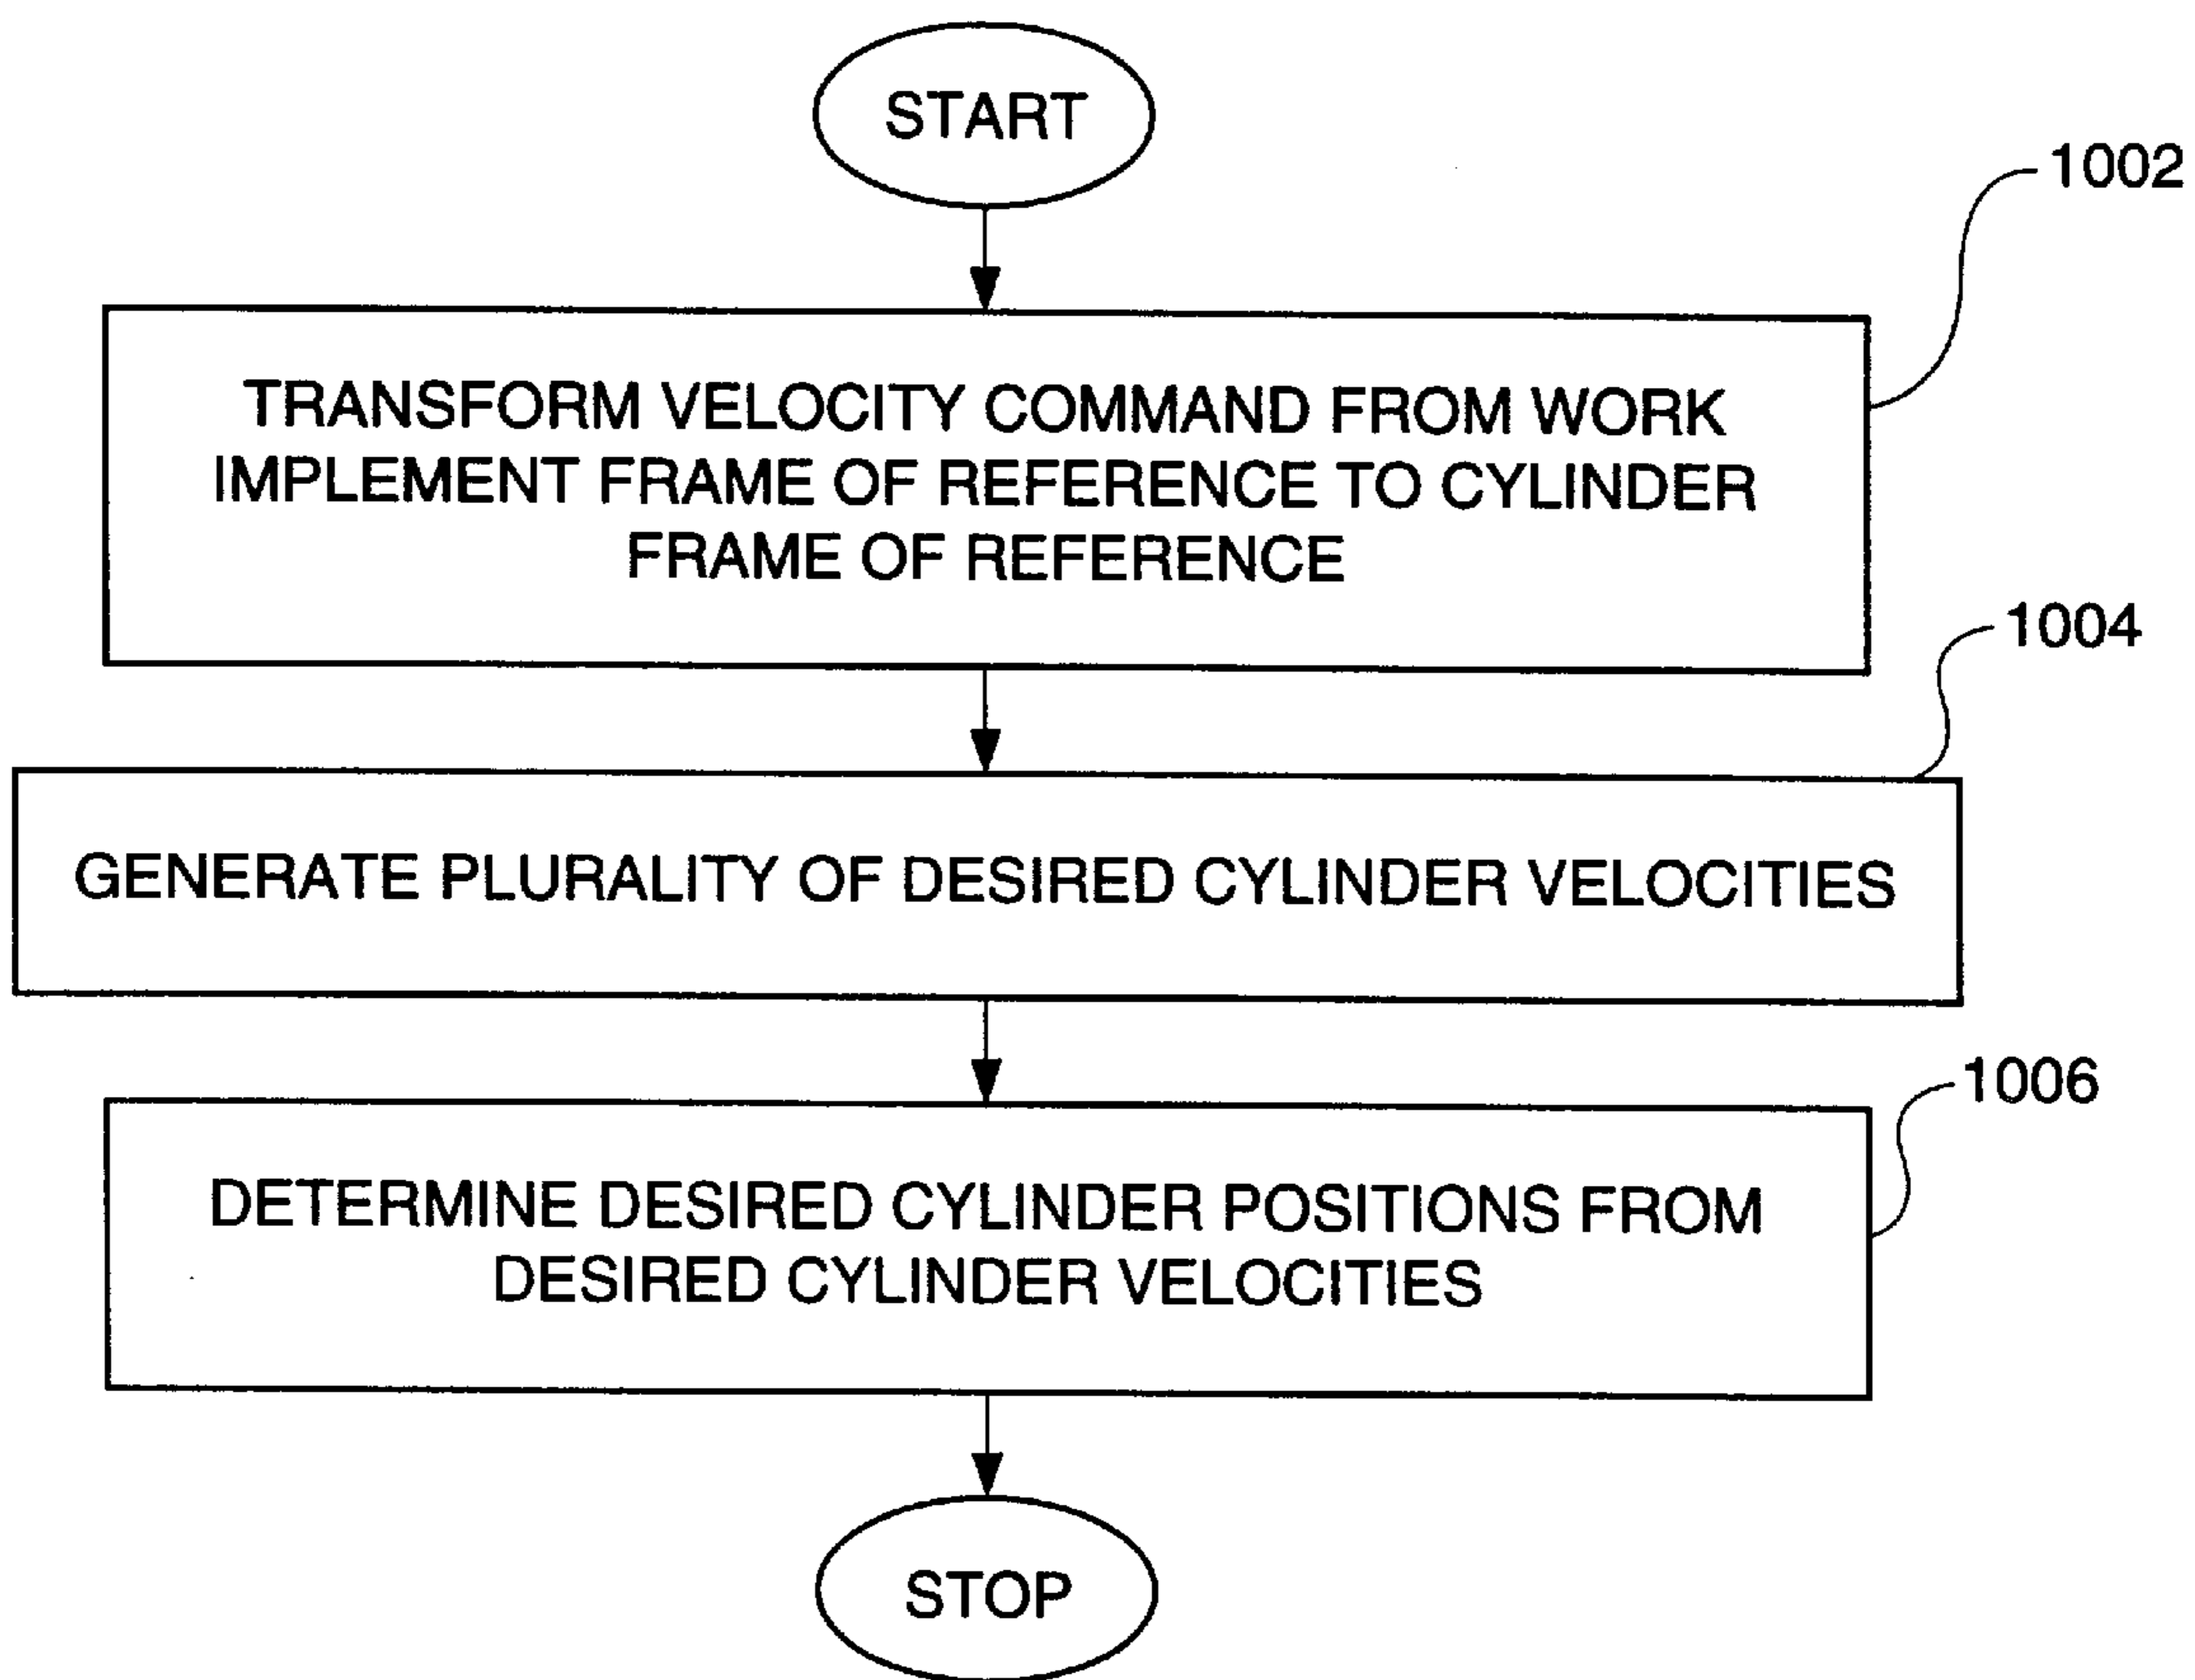 START
1002
TRANSFORM VELOCITY COMMAND FROM WORK
IMPLEMENT FRAME OF REFERENCE TO CYLINDER
FRAME OF REFERENCE
1004
GENERATE PLURALITY OF DESIRED CYLINDER VELOCITIES
1006
DETERMINE DESIRED CYLINDER POSITIONS FROM
DESIRED CYLINDER VELOCITIES
STOP